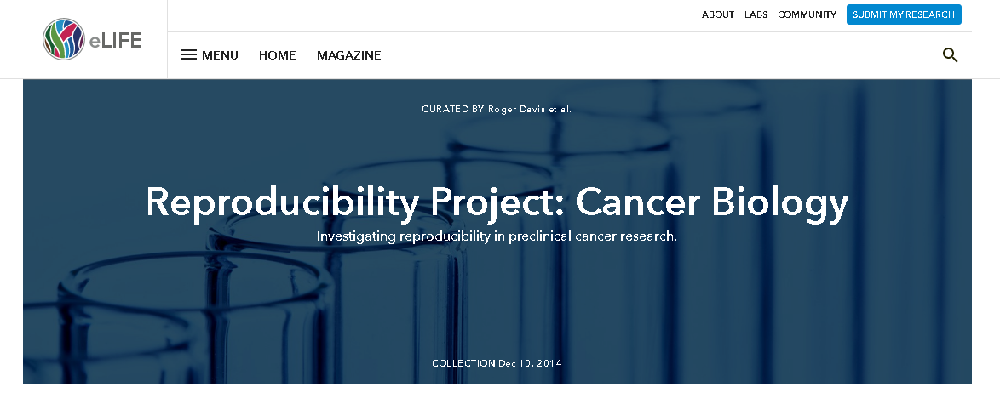 ABOUT LABS COMMUNITY SUBMIT MY RESEARCH
eLIFE
MENU HOME MAGAZINE
CURATED BY Roger Davis et al.
Reproducibility Project: Cancer Biology
Investigating reproducibility in preclinical cancer research.
COLLECTION Dec 10, 2014